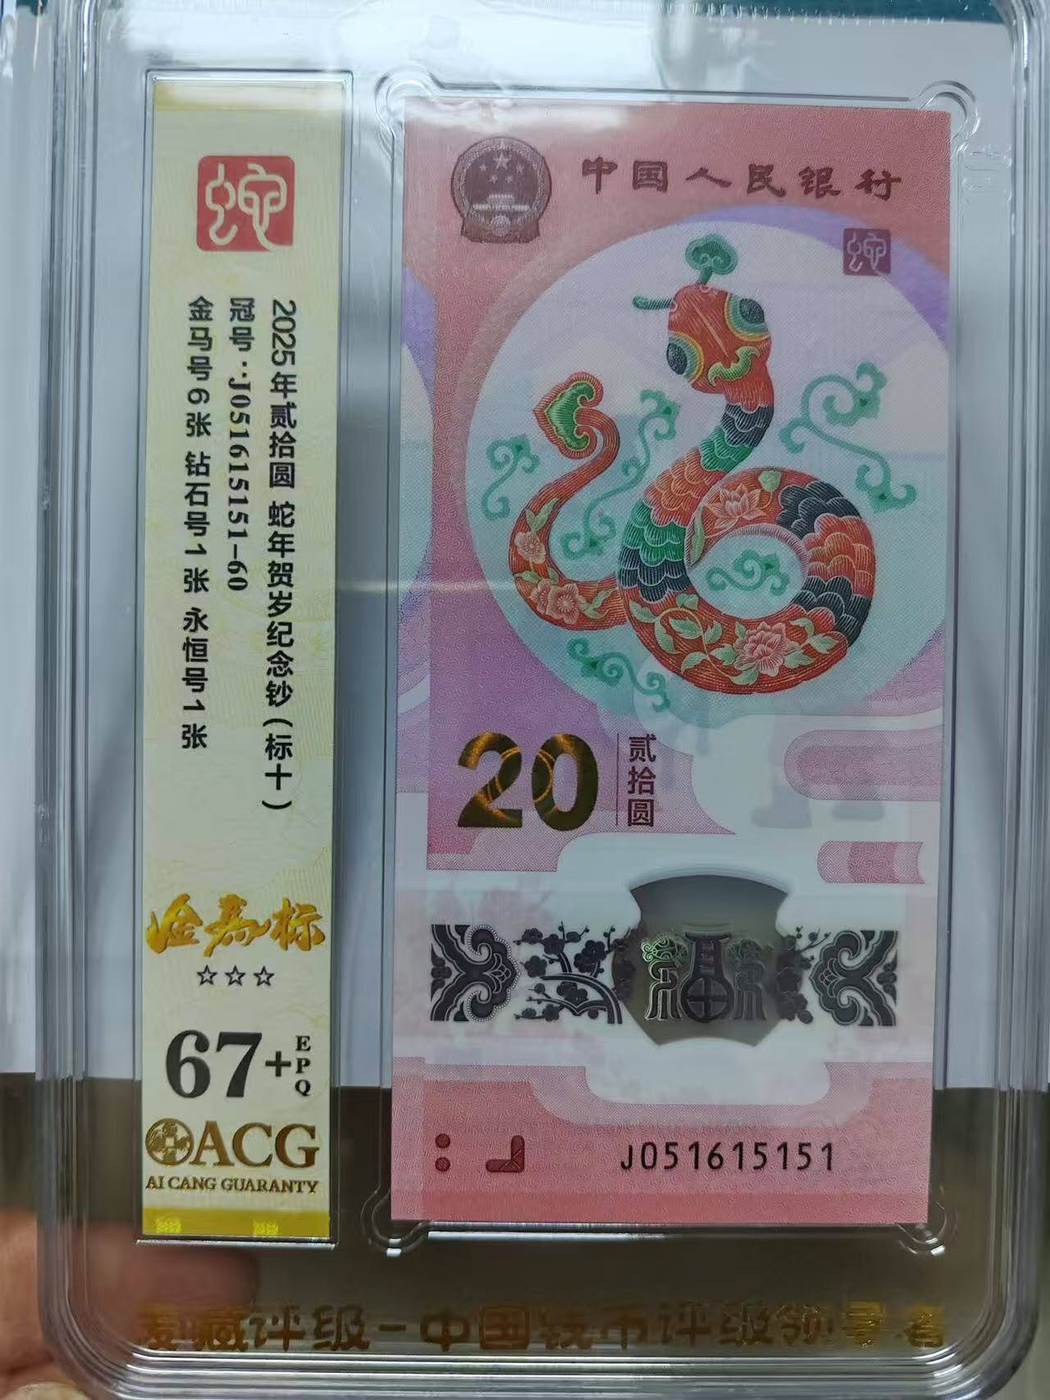 蛇
2025年贰拾圆 蛇年贺岁纪念钞(标十)
冠号:J051615151-60
金马号6张 钻石号1张 永恒号1张
金马标
☆☆☆
67+EPQ
ACG
AI CANG GUARANTY
中国人民银行
蛇
20 贰拾圆
福
J051615151
爱藏评级-中国钱币评级领导者